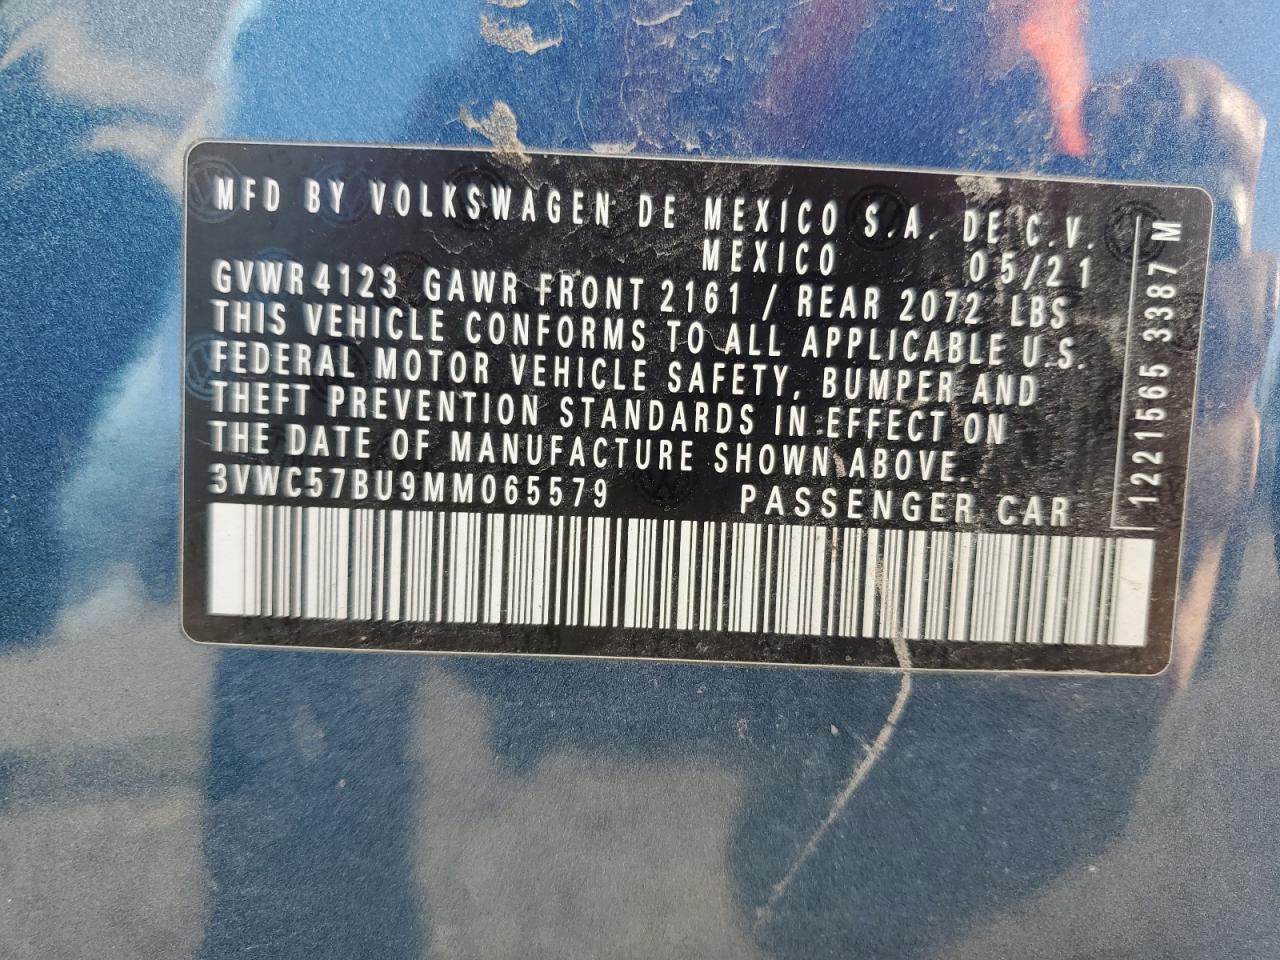 MFD BY VOLKSWAGEN DE MEXICO S.A. DE C.V.
MEXICO 05/21
GVWR 4123 GAWR FRONT 2161 / REAR 2072 LBS
THIS VEHICLE CONFORMS TO ALL APPLICABLE U.S.
FEDERAL MOTOR VEHICLE SAFETY, BUMPER AND
THEFT PREVENTION STANDARDS IN EFFECT ON
THE DATE OF MANUFACTURE SHOWN ABOVE.
3VWC57BU9MM065579 PASSENGER CAR
1221565 3387 M